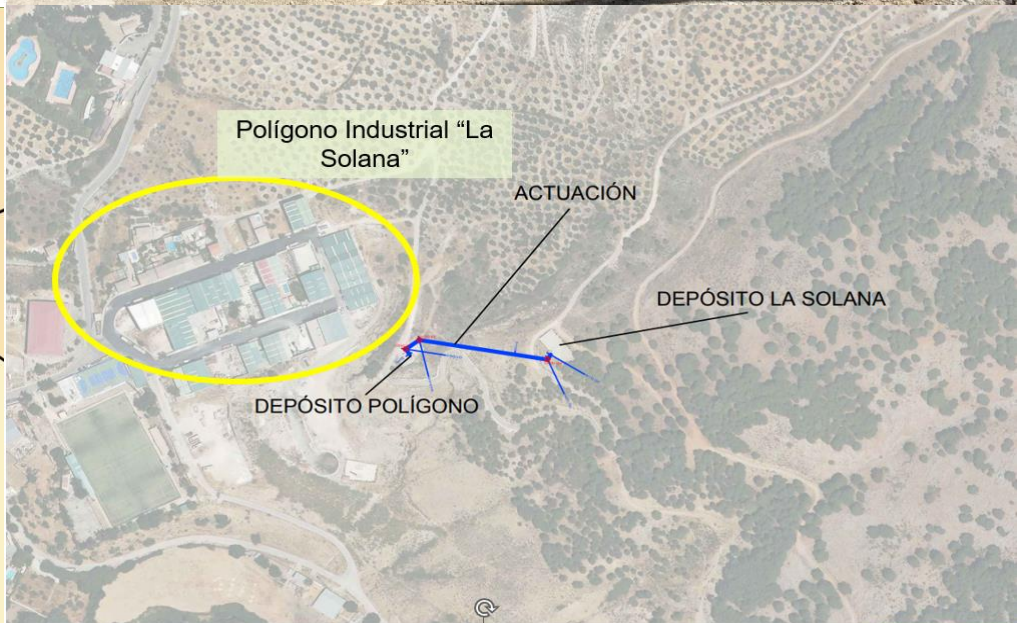 Polígono Industrial “La
Solana”
ACTUACIÓN
DEPÓSITO LA SOLANA
DEPÓSITO POLÍGONO